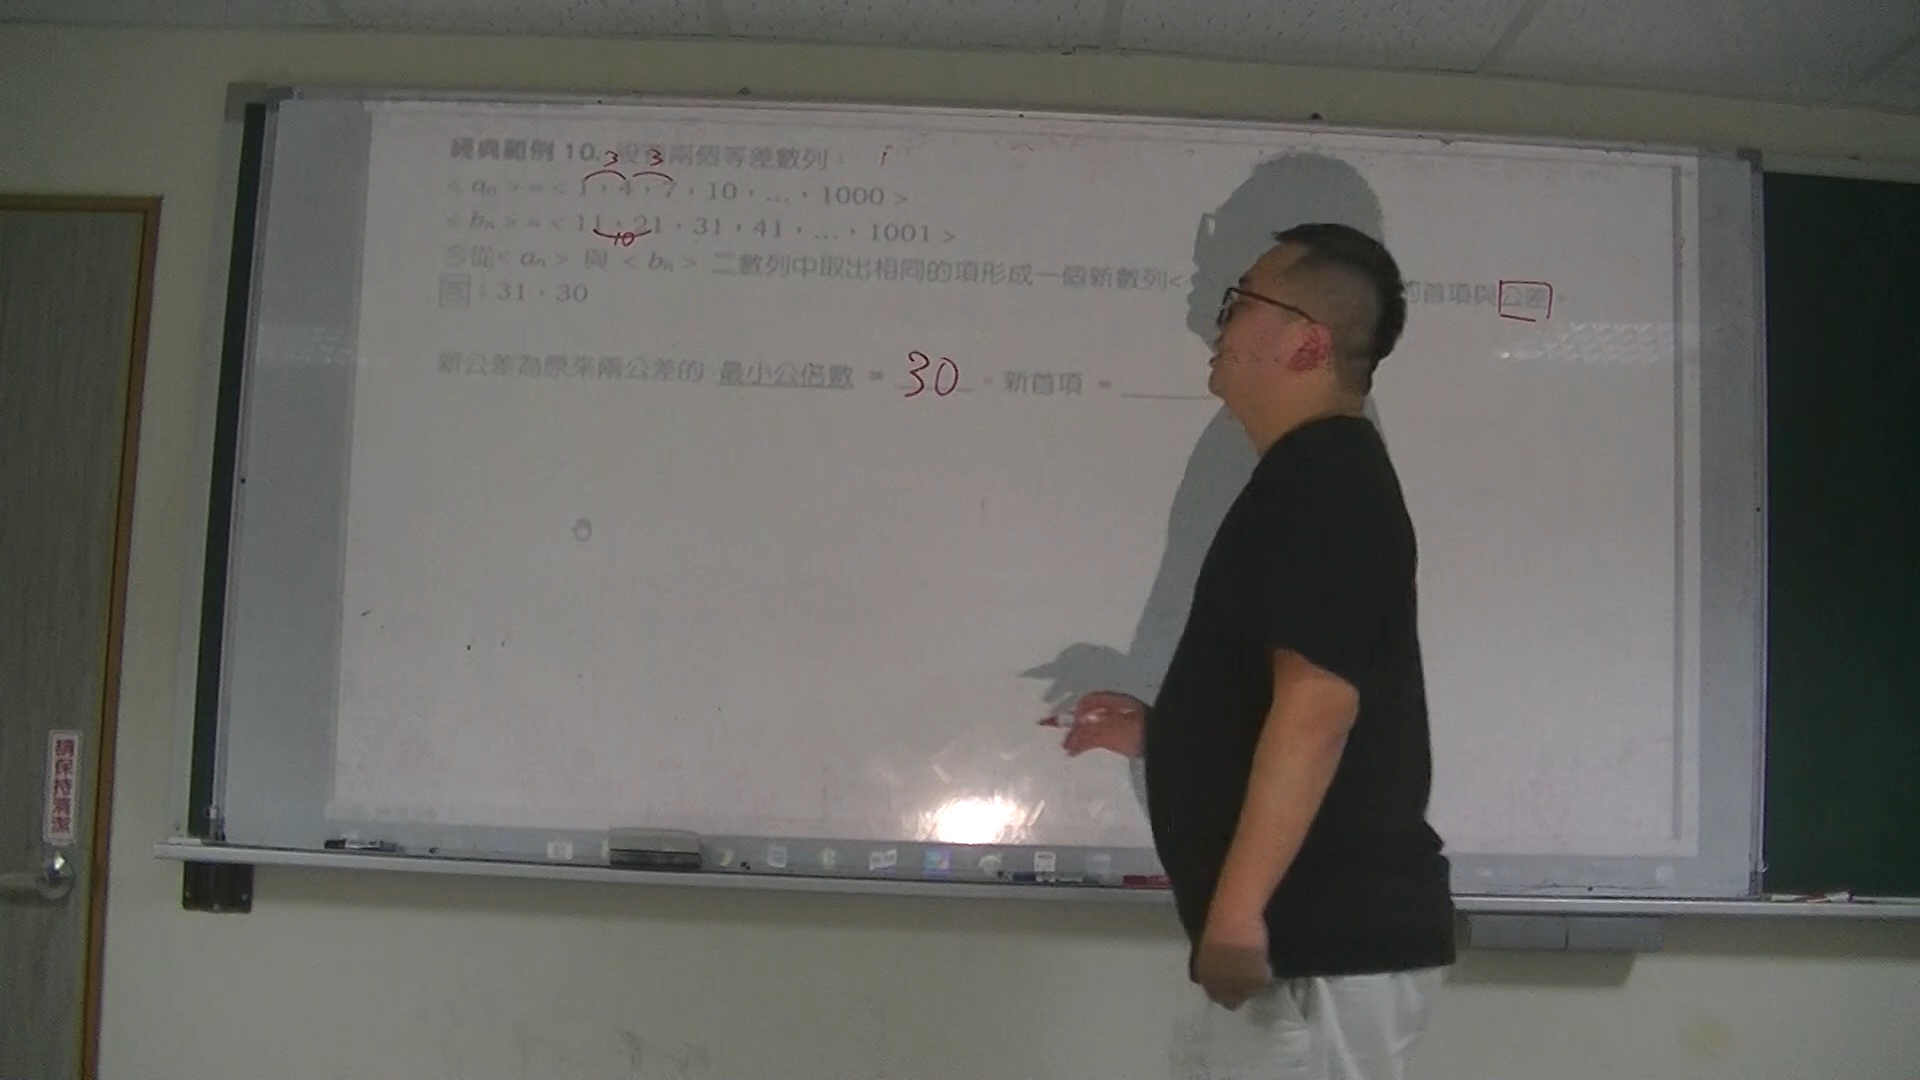 經典範例 10. 設有兩個等差數列:
3 3
< aₙ > = < 1,4,7,10,…,1000 >
< bₙ > = < 11,21,31,41,…,1001 >
10
今從< aₙ > 與 < bₙ > 二數列中取出相同的項形成一個新數列< 的首項與公差。
答:31,30
新公差為原來兩公差的 最小公倍數 = 30 。新首項 = ____
請保持清潔